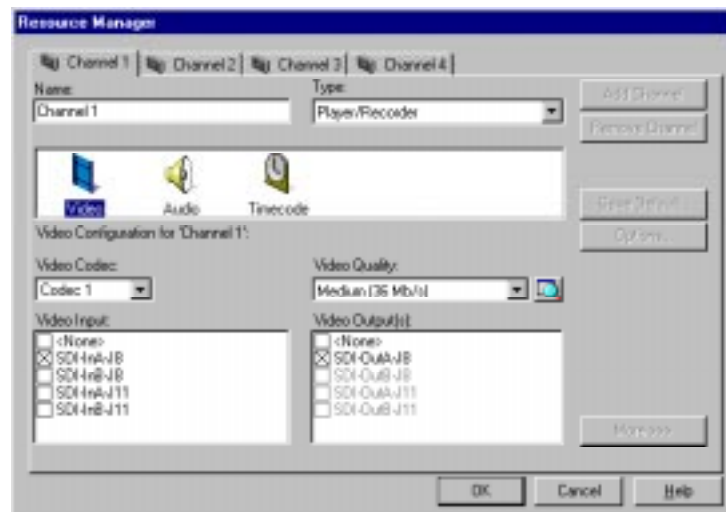 Resource Manager
Channel 1 Channel 2 Channel 3 Channel 4
Name: Type:
Channel 1 Player/Recorder
Add Channel
Remove Channel
Video Audio Timecode
Save Default...
Video Configuration for 'Channel 1':
Options...
Video Codec: Video Quality:
Codec 1 Medium (36 Mb/s)
Video Input: Video Output(s):
<None> <None>
SDI-InA-J8 SDI-OutA-J8
SDI-InB-J8 SDI-OutB-J8
SDI-InA-J11 SDI-OutA-J11
SDI-InB-J11 SDI-OutB-J11
More >>>
OK Cancel Help